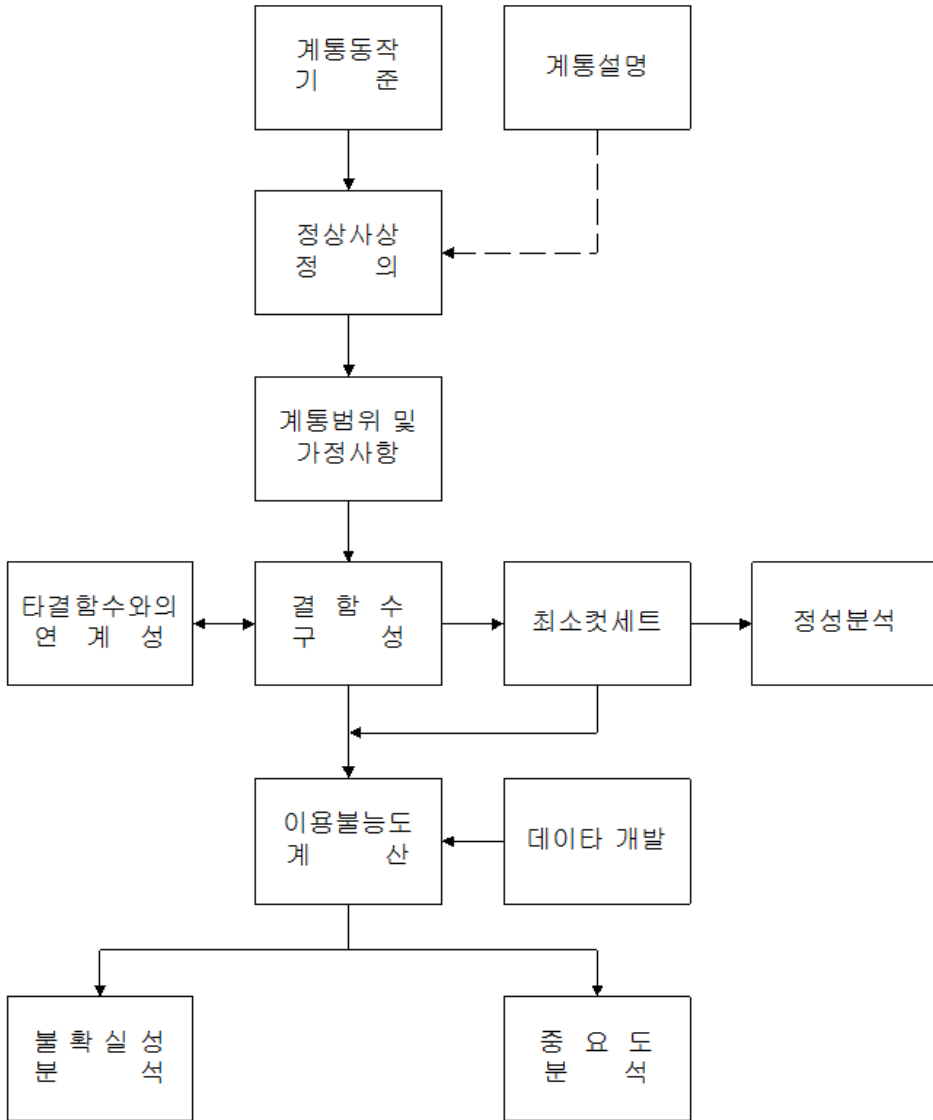 계통동작
기 준
계통설명
정상사상
정 의
계통범위 및
가정사항
타결함수와의
연 계 성
결 함 수
구 성
최소컷세트
정성분석
이용불능도
계 산
데이타 개발
불 확 실 성
분 석
중 요 도
분 석